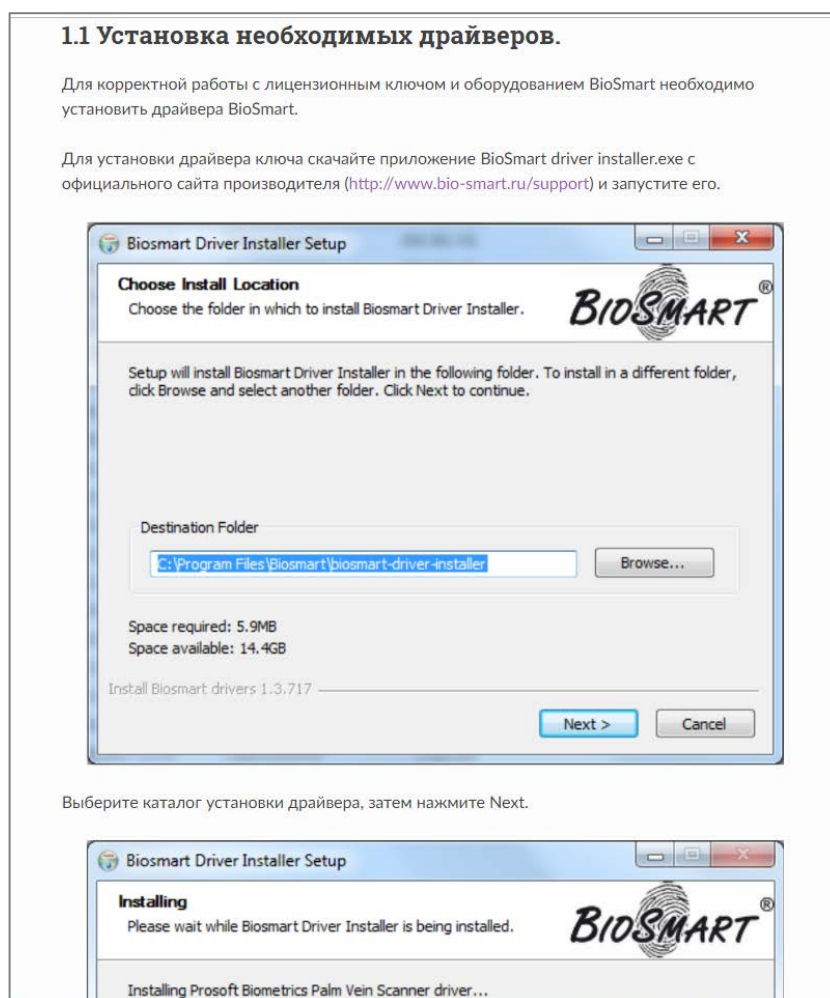 1.1 Установка необходимых драйверов.
Для корректной работы с лицензионным ключом и оборудованием BioSmart необходимо
установить драйвера BioSmart.
Для установки драйвера ключа скачайте приложение BioSmart driver installer.exe с
официального сайта производителя (http://www.bio-smart.ru/support) и запустите его.
Biosmart Driver Installer Setup
Choose Install Location
Choose the folder in which to install Biosmart Driver Installer.
BIOSMART®
Setup will install Biosmart Driver Installer in the following folder. To install in a different folder,
click Browse and select another folder. Click Next to continue.
Destination Folder
C:\Program Files\Biosmart\biosmart-driver-installer
Browse...
Space required: 5.9MB
Space available: 14.4GB
Install Biosmart drivers 1.3.717
Next >
Cancel
Выберите каталог установки драйвера, затем нажмите Next.
Biosmart Driver Installer Setup
Installing
Please wait while Biosmart Driver Installer is being installed.
BIOSMART®
Installing Prosoft Biometrics Palm Vein Scanner driver...